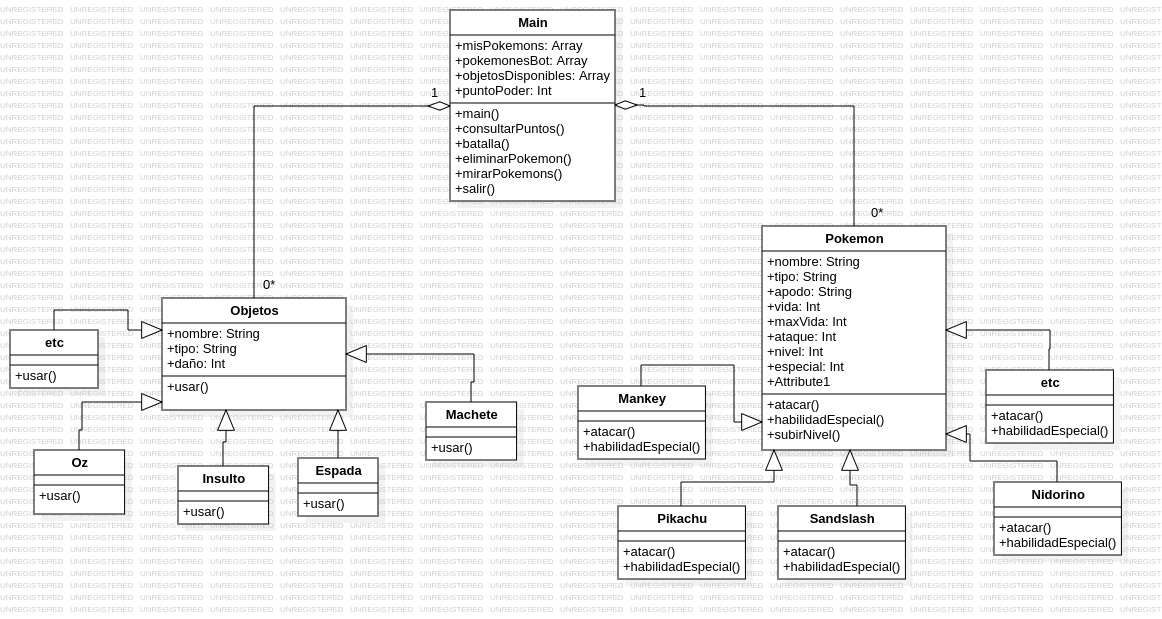 Main
+misPokemons: Array
+pokemonesBot: Array
+objetosDisponibles: Array
+puntoPoder: Int
+main()
+consultarPuntos()
+batalla()
+eliminarPokemon()
+mirarPokemons()
+salir()
1
1
0*
0*
Objetos
+nombre: String
+tipo: String
+daño: Int
+usar()
etc
+usar()
Oz
+usar()
Insulto
+usar()
Espada
+usar()
Machete
+usar()
Pokemon
+nombre: String
+tipo: String
+apodo: String
+vida: Int
+maxVida: Int
+ataque: Int
+nivel: Int
+especial: Int
+Attribute1
+atacar()
+habilidadEspecial()
+subirNivel()
Mankey
+atacar()
+habilidadEspecial()
etc
+atacar()
+habilidadEspecial()
Pikachu
+atacar()
+habilidadEspecial()
Sandslash
+atacar()
+habilidadEspecial()
Nidorino
+atacar()
+habilidadEspecial()
UNREGISTERED